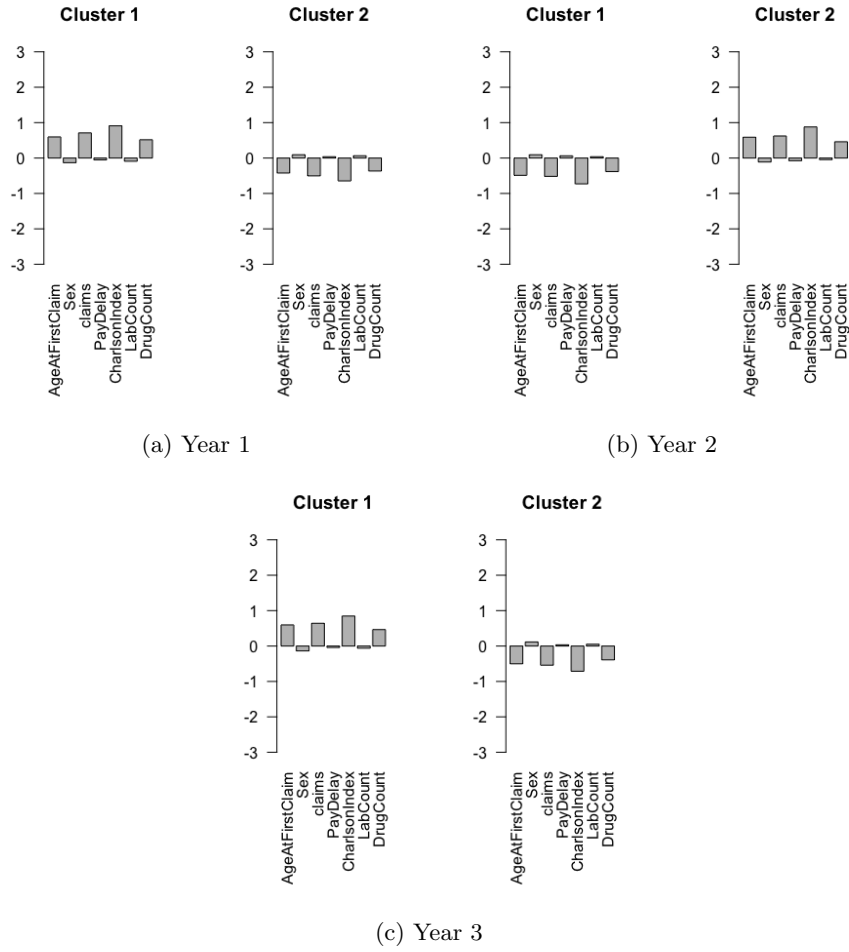 Cluster 1
3
2
1
0
-1
-2
-3
AgeAtFirstClaim
Sex
claims
PayDelay
CharlsonIndex
LabCount
DrugCount
Cluster 2
3
2
1
0
-1
-2
-3
AgeAtFirstClaim
Sex
claims
PayDelay
CharlsonIndex
LabCount
DrugCount
(a) Year 1
Cluster 1
3
2
1
0
-1
-2
-3
AgeAtFirstClaim
Sex
claims
PayDelay
CharlsonIndex
LabCount
DrugCount
Cluster 2
3
2
1
0
-1
-2
-3
AgeAtFirstClaim
Sex
claims
PayDelay
CharlsonIndex
LabCount
DrugCount
(b) Year 2
Cluster 1
3
2
1
0
-1
-2
-3
AgeAtFirstClaim
Sex
claims
PayDelay
CharlsonIndex
LabCount
DrugCount
Cluster 2
3
2
1
0
-1
-2
-3
AgeAtFirstClaim
Sex
claims
PayDelay
CharlsonIndex
LabCount
DrugCount
(c) Year 3